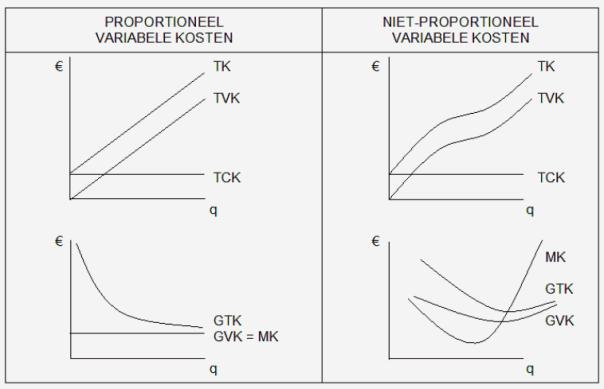 PROPORTIONEEL
VARIABELE KOSTEN
NIET-PROPORTIONEEL
VARIABELE KOSTEN
€
TK
TVK
TCK
q
€
TK
TVK
TCK
q
€
GTK
GVK = MK
q
€
MK
GTK
GVK
q